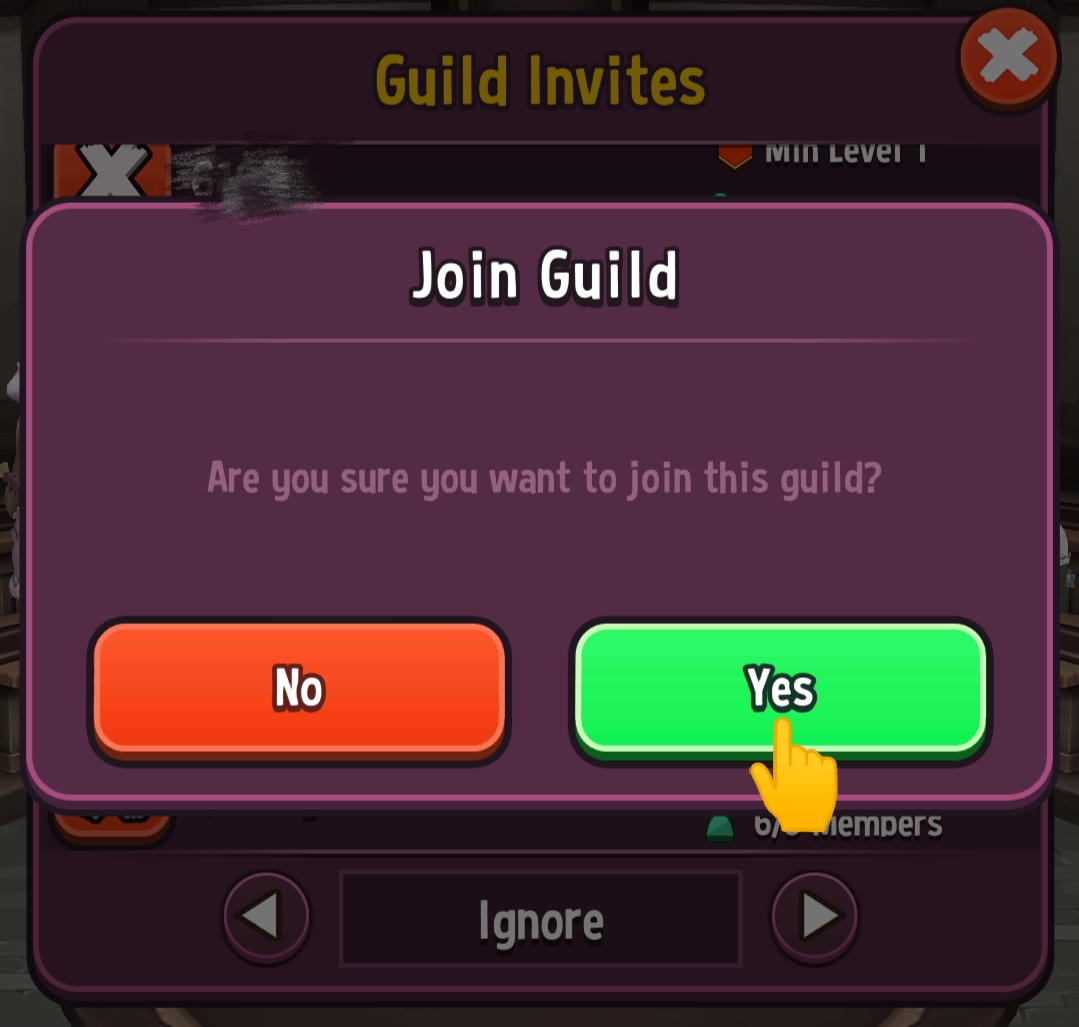 Guild Invites
Min Level 1
Join Guild
Are you sure you want to join this guild?
No
Yes
Members
Ignore